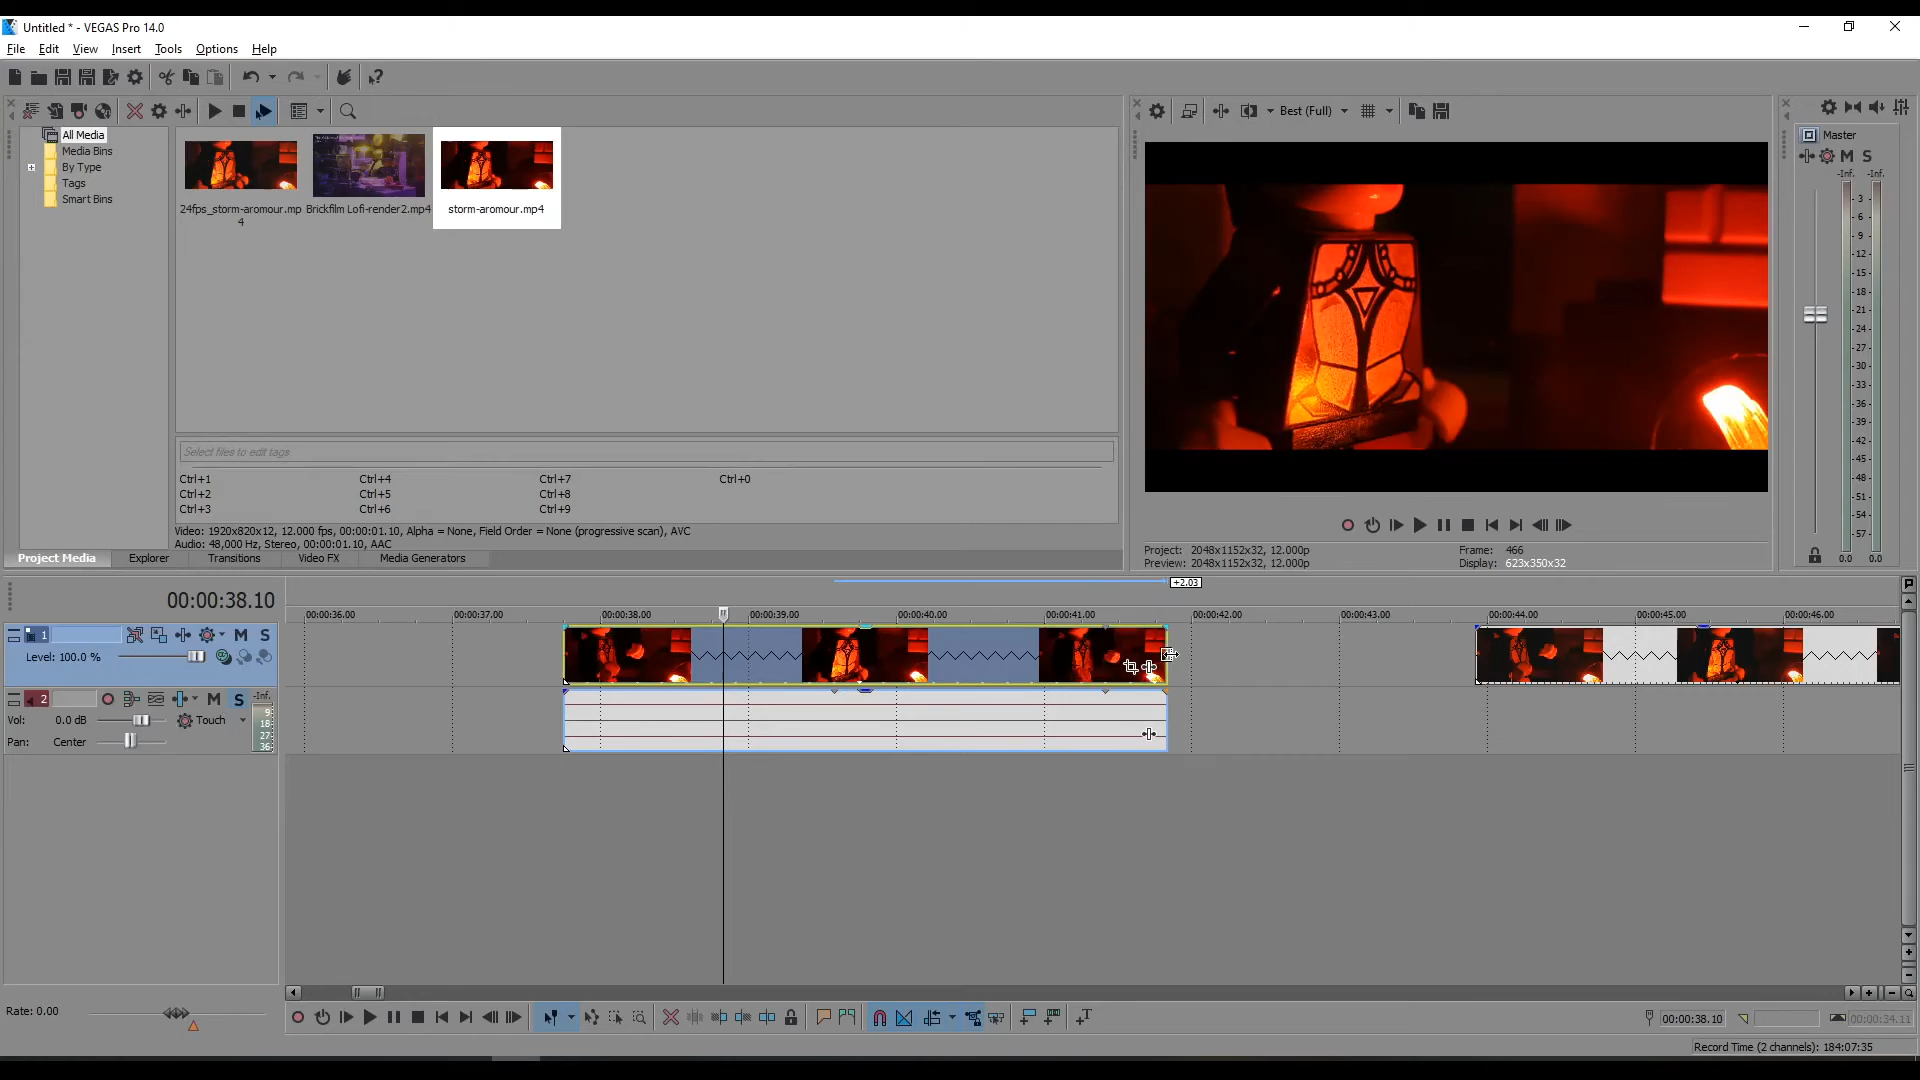 Untitled * - VEGAS Pro 14.0
File Edit View Insert Tools Options Help
Best (Full)
All Media
Media Bins
By Type
Tags
Smart Bins
24fps_storm-aromour.mp
4
Brickfilm Lofi-render2.mp4
storm-aromour.mp4
Master
M S
-Inf. -Inf.
3
6
9
12
15
18
21
24
27
30
33
36
39
42
45
48
51
54
57
0.0 0.0
Select files to edit tags
Ctrl+1 Ctrl+4 Ctrl+7 Ctrl+0
Ctrl+2 Ctrl+5 Ctrl+8
Ctrl+3 Ctrl+6 Ctrl+9
Video: 1920x820x12, 12.000 fps, 00:00:01.10, Alpha = None, Field Order = None (progressive scan), AVC
Audio: 48,000 Hz, Stereo, 00:00:01.10, AAC
Project Media Explorer Transitions Video FX Media Generators
Project: 2048x1152x32, 12.000p Frame: 466
Preview: 2048x1152x32, 12.000p Display: 623x350x32
+2.03
00:00:38.10
00:00:36.00 00:00:37.00 00:00:38.00 00:00:39.00 00:00:40.00 00:00:41.00 00:00:42.00 00:00:43.00 00:00:44.00 00:00:45.00 00:00:46.00
1 M S
Level: 100.0 %
2 M S -Inf.
Vol: 0.0 dB Touch
Pan: Center
9
18
27
36
Rate: 0.00
00:00:38.10 00:00:34.11
Record Time (2 channels): 184:07:35